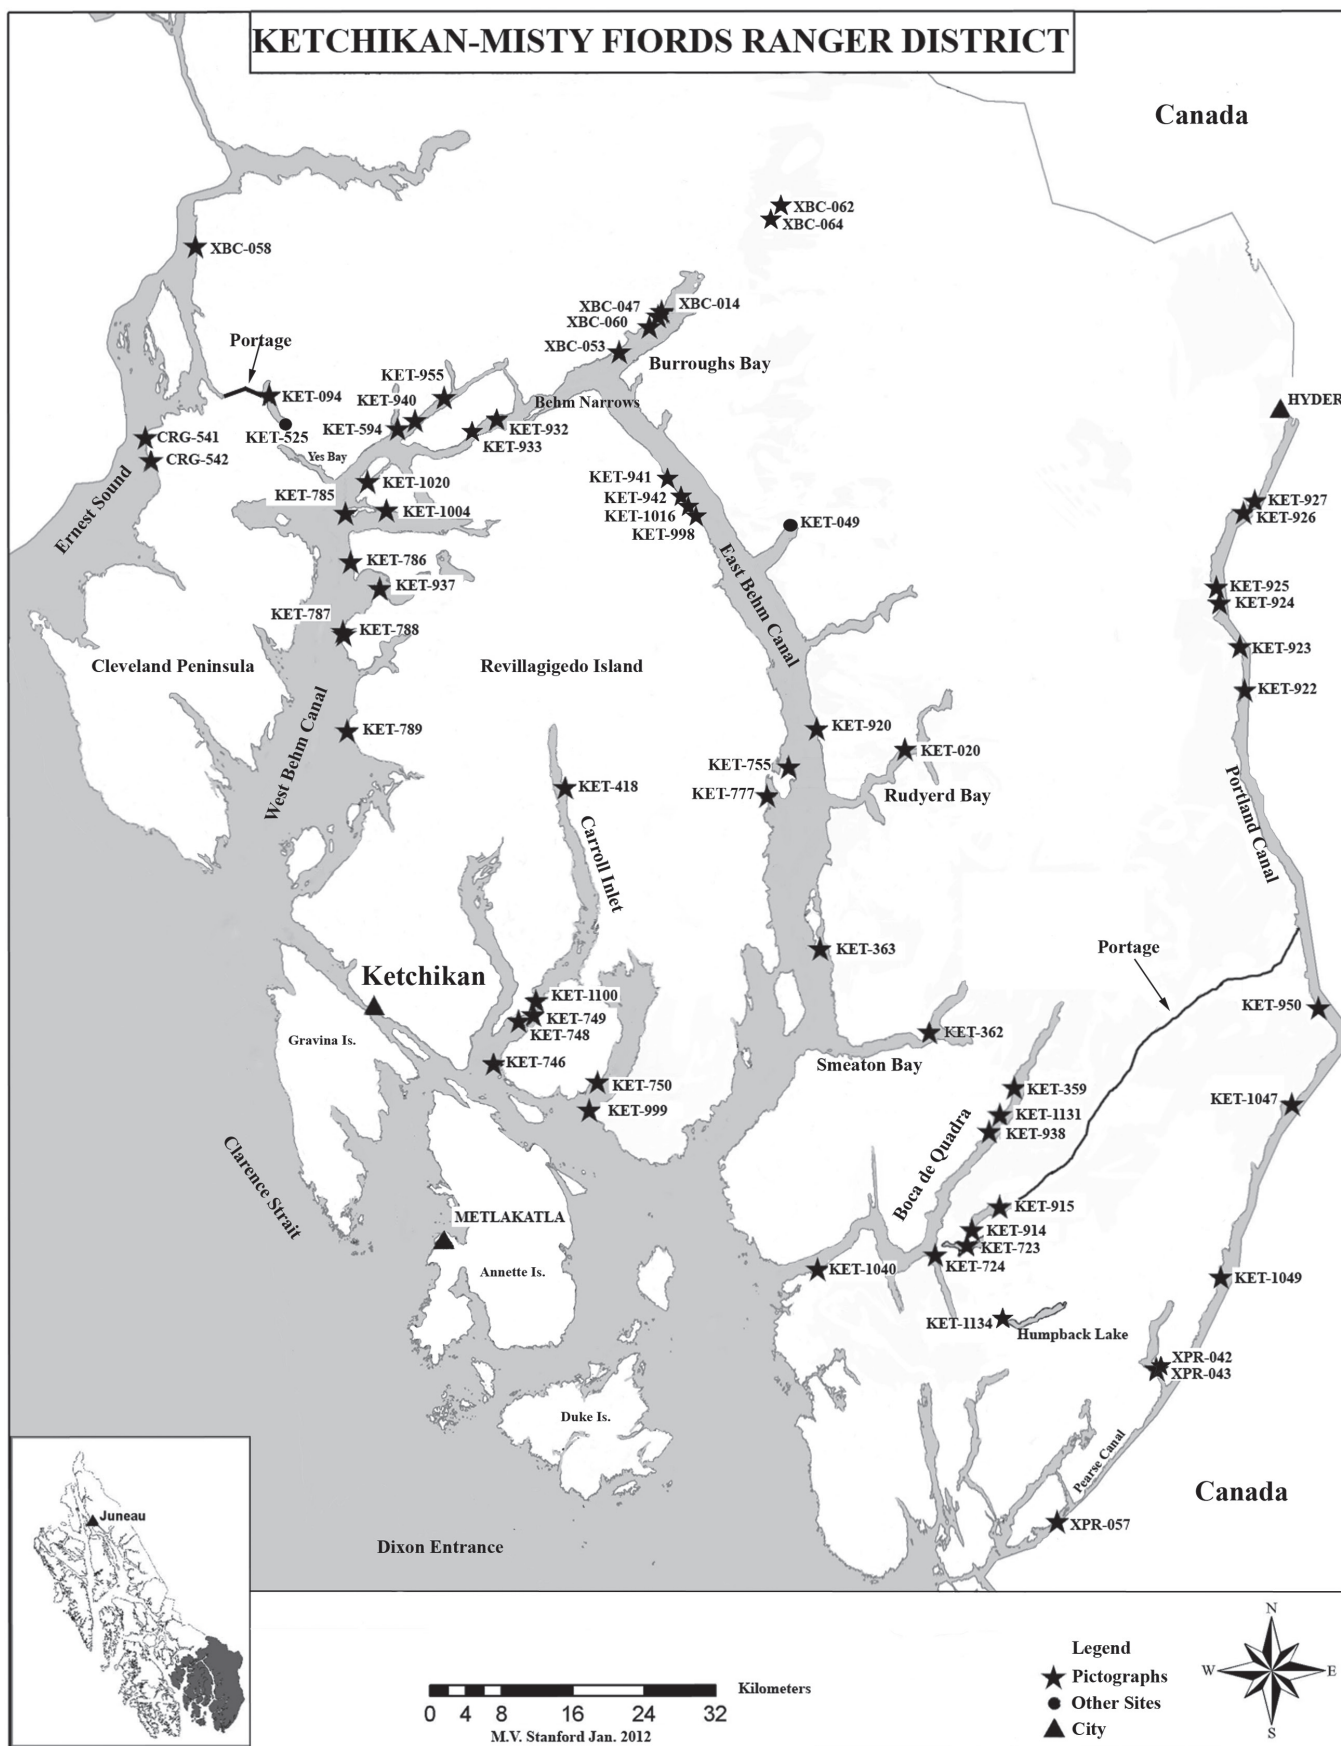 KETCHIKAN-MISTY FIORDS RANGER DISTRICT
Canada
XBC-062
XBC-064
XBC-058
XBC-047
XBC-014
XBC-060
XBC-053
Burroughs Bay
Portage
KET-955
KET-094
KET-940
Behm Narrows
HYDER
KET-525
KET-594
KET-932
KET-933
CRG-541
CRG-542
Yes Bay
Ernest Sound
KET-785
KET-1020
KET-1004
KET-941
KET-942
KET-1016
KET-998
KET-049
KET-927
KET-926
KET-786
KET-937
KET-925
KET-924
East Behm Canal
KET-787
KET-788
KET-923
Cleveland Peninsula
Revillagigedo Island
KET-922
West Behm Canal
KET-789
KET-920
KET-020
KET-755
KET-777
Rudyerd Bay
KET-418
Carroll Inlet
Portland Canal
KET-363
Portage
Ketchikan
KET-1100
KET-749
KET-748
KET-950
Gravina Is.
KET-362
Smeaton Bay
KET-746
KET-750
KET-999
KET-359
KET-1131
KET-938
KET-1047
Boca de Quadra
Clarence Strait
METLAKATLA
KET-915
KET-914
KET-723
KET-724
Annette Is.
KET-1040
KET-1049
KET-1134
Humpback Lake
XPR-042
XPR-043
Duke Is.
Pearse Canal
Canada
XPR-057
Dixon Entrance
Juneau
Legend
Pictographs
Other Sites
City
N
W
E
S
Kilometers
0 4 8 16 24 32
M.V. Stanford Jan. 2012